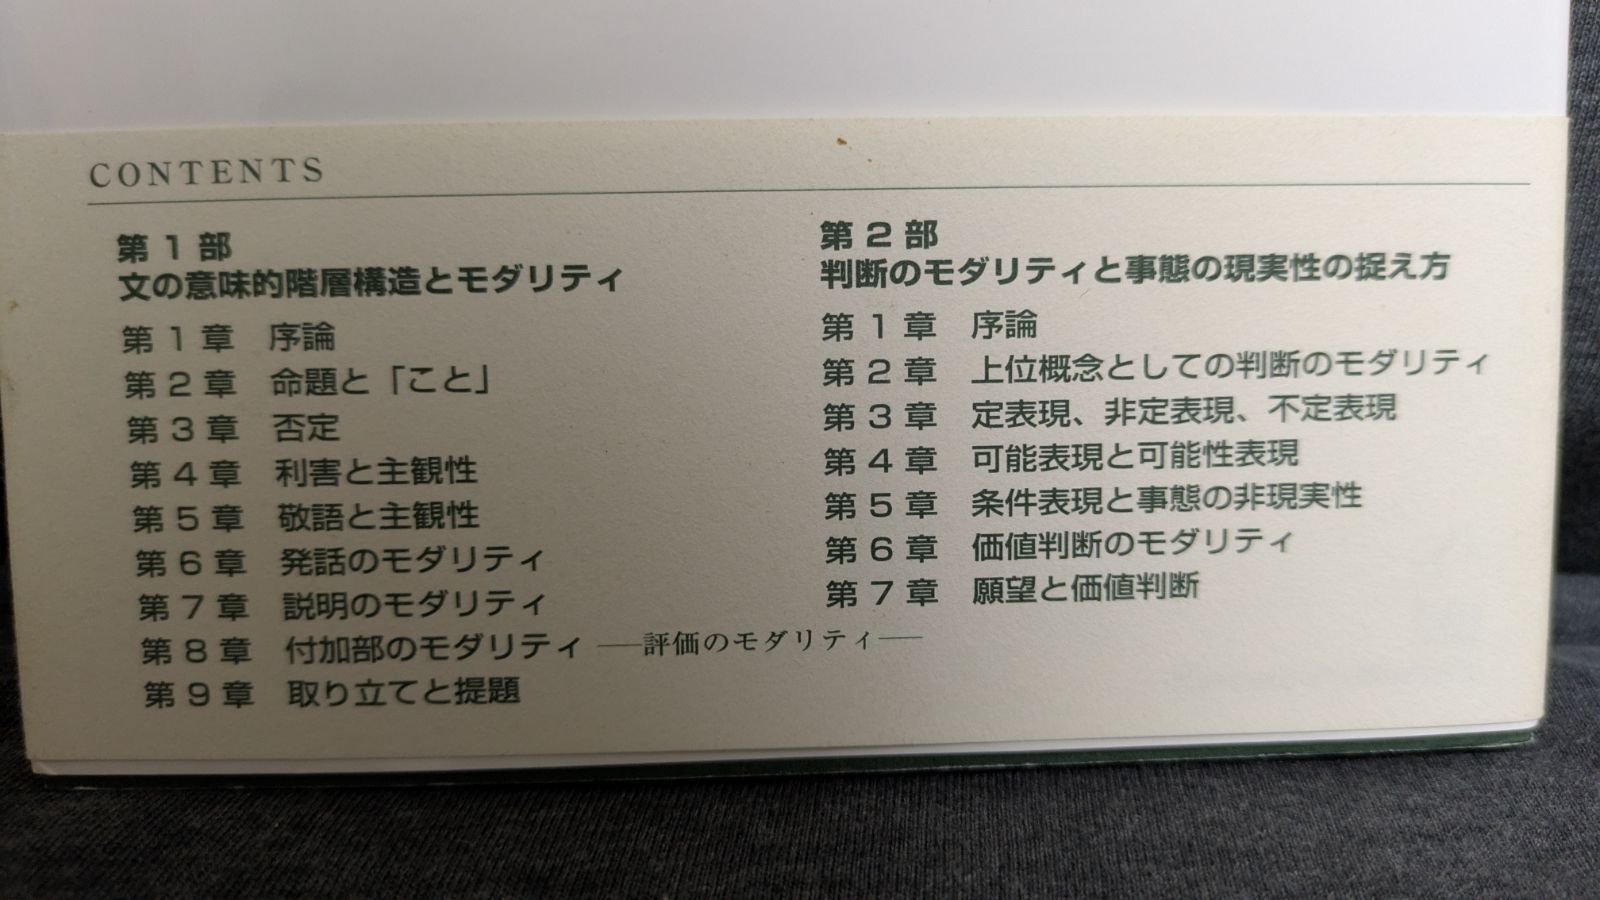 CONTENTS
第1部
文の意味的階層構造とモダリティ
第1章 序論
第2章 命題と「こと」
第3章 否定
第4章 利害と主観性
第5章 敬語と主観性
第6章 発話のモダリティ
第7章 説明のモダリティ
第8章 付加部のモダリティ ──評価のモダリティ──
第9章 取り立てと提題
第2部
判断のモダリティと事態の現実性の捉え方
第1章 序論
第2章 上位概念としての判断のモダリティ
第3章 定表現、非定表現、不定表現
第4章 可能表現と可能性表現
第5章 条件表現と事態の非現実性
第6章 価値判断のモダリティ
第7章 願望と価値判断